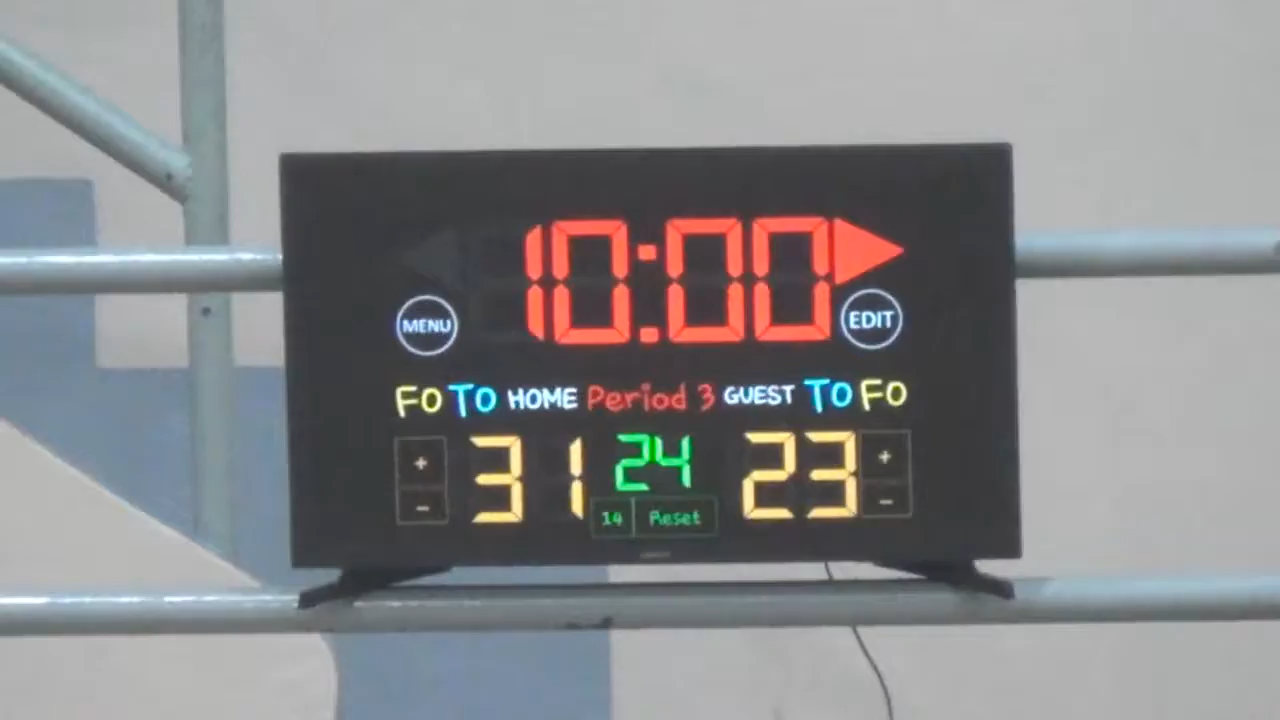 10:00
MENU EDIT
FO TO HOME Period 3 GUEST TO FO
+ 31 24 23 +
- 14 Reset -